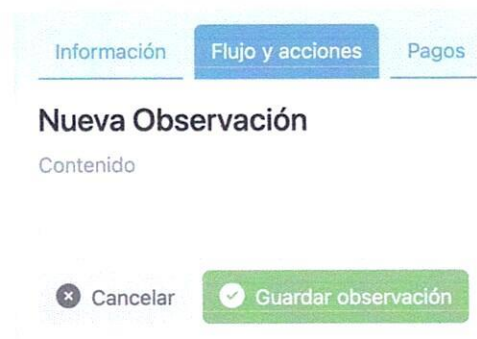 Información Flujo y acciones Pagos
Nueva Observación
Contenido
Cancelar Guardar observación